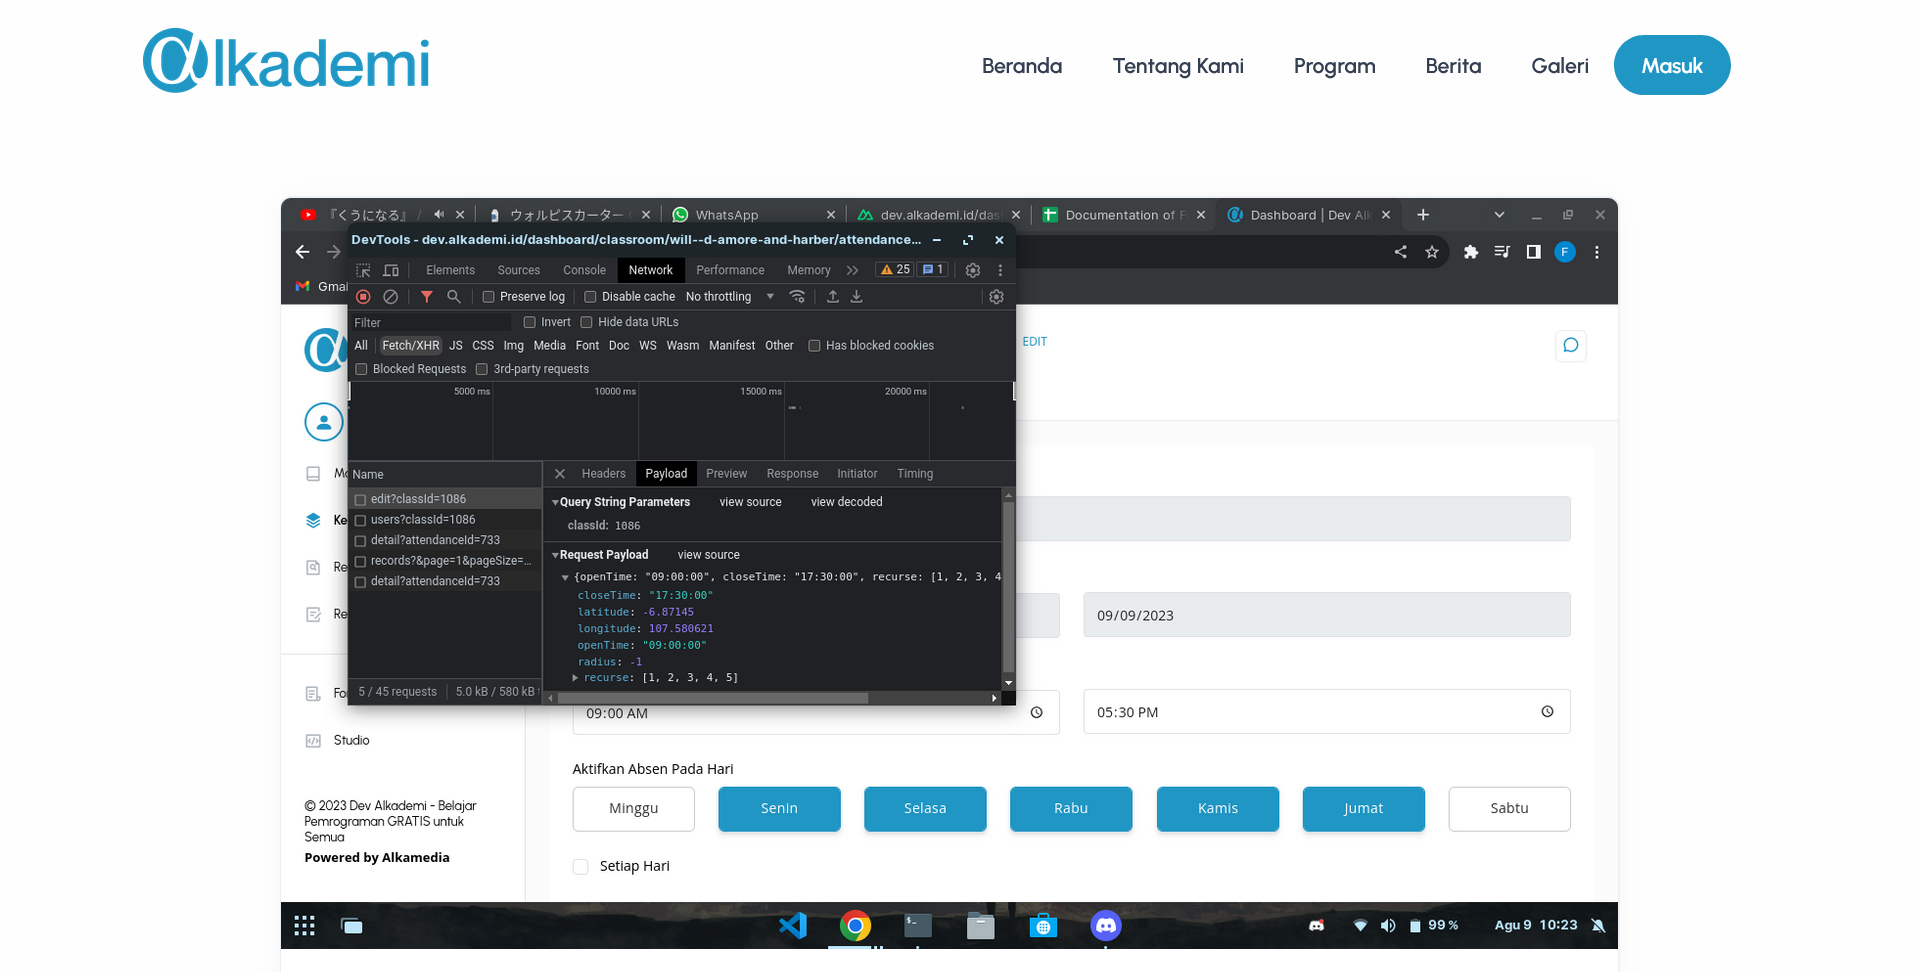 @lkademi
Beranda
Tentang Kami
Program
Berita
Galeri
Masuk
『くうになる』 /
ウォルピスカーター
WhatsApp
dev.alkademi.id/das
Documentation of F
Dashboard | Dev Alk
DevTools - dev.alkademi.id/dashboard/classroom/will--d-amore-and-harber/attendance...
F
Gmai
Elements
Sources
Console
Network
Performance
Memory
25
1
Preserve log
Disable cache
No throttling
Filter
Invert
Hide data URLs
All
Fetch/XHR
JS
CSS
Img
Media
Font
Doc
WS
Wasm
Manifest
Other
Has blocked cookies
Blocked Requests
3rd-party requests
5000 ms
10000 ms
15000 ms
20000 ms
Name
Headers
Payload
Preview
Response
Initiator
Timing
edit?classId=1086
users?classId=1086
detail?attendanceId=733
records?&page=1&pageSize=...
detail?attendanceId=733
5 / 45 requests
5.0 kB / 580 kB
Query String Parameters
view source
view decoded
classId: 1086
Request Payload
view source
{openTime: "09:00:00", closeTime: "17:30:00", recurse: [1, 2, 3, 4
closeTime: "17:30:00"
latitude: -6.87145
longitude: 107.580621
openTime: "09:00:00"
radius: -1
recurse: [1, 2, 3, 4, 5]
EDIT
Ke
Re
Re
Fo
Studio
© 2023 Dev Alkademi - Belajar
Pemrograman GRATIS untuk
Semua
Powered by Alkamedia
09/09/2023
09:00 AM
05:30 PM
Aktifkan Absen Pada Hari
Minggu
Senin
Selasa
Rabu
Kamis
Jumat
Sabtu
Setiap Hari
99 %
Agu 9 10:23